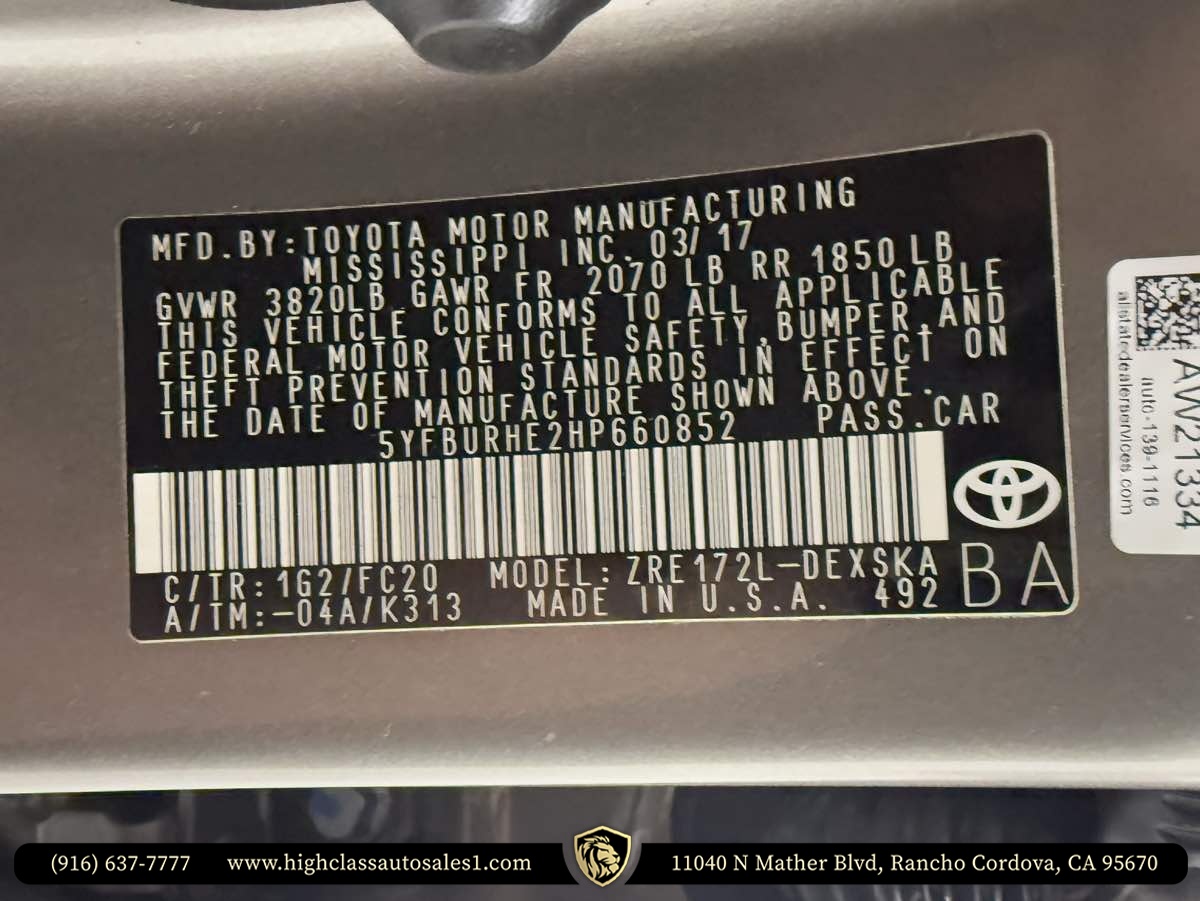 MFD.BY:TOYOTA MOTOR MANUFACTURING
MISSISSIPPI INC. 03/17
GVWR 3820LB GAWR FR 2070 LB RR 1850 LB
THIS VEHICLE CONFORMS TO ALL APPLICABLE
FEDERAL MOTOR VEHICLE SAFETY,BUMPER,AND
THEFT PREVENTION STANDARDS IN EFFECT ON
THE DATE OF MANUFACTURE SHOWN ABOVE.
5YFBURHE2HP660852 PASS.CAR
C/TR:1G2/FC20 MODEL:ZRE172L-DEXSKA
A/TM:-04A/K313 MADE IN U.S.A. 492
BA
AW21334
auto-139-1116
allstatedealerservices.com
(916) 637-7777 www.highclassautosales1.com 11040 N Mather Blvd, Rancho Cordova, CA 95670